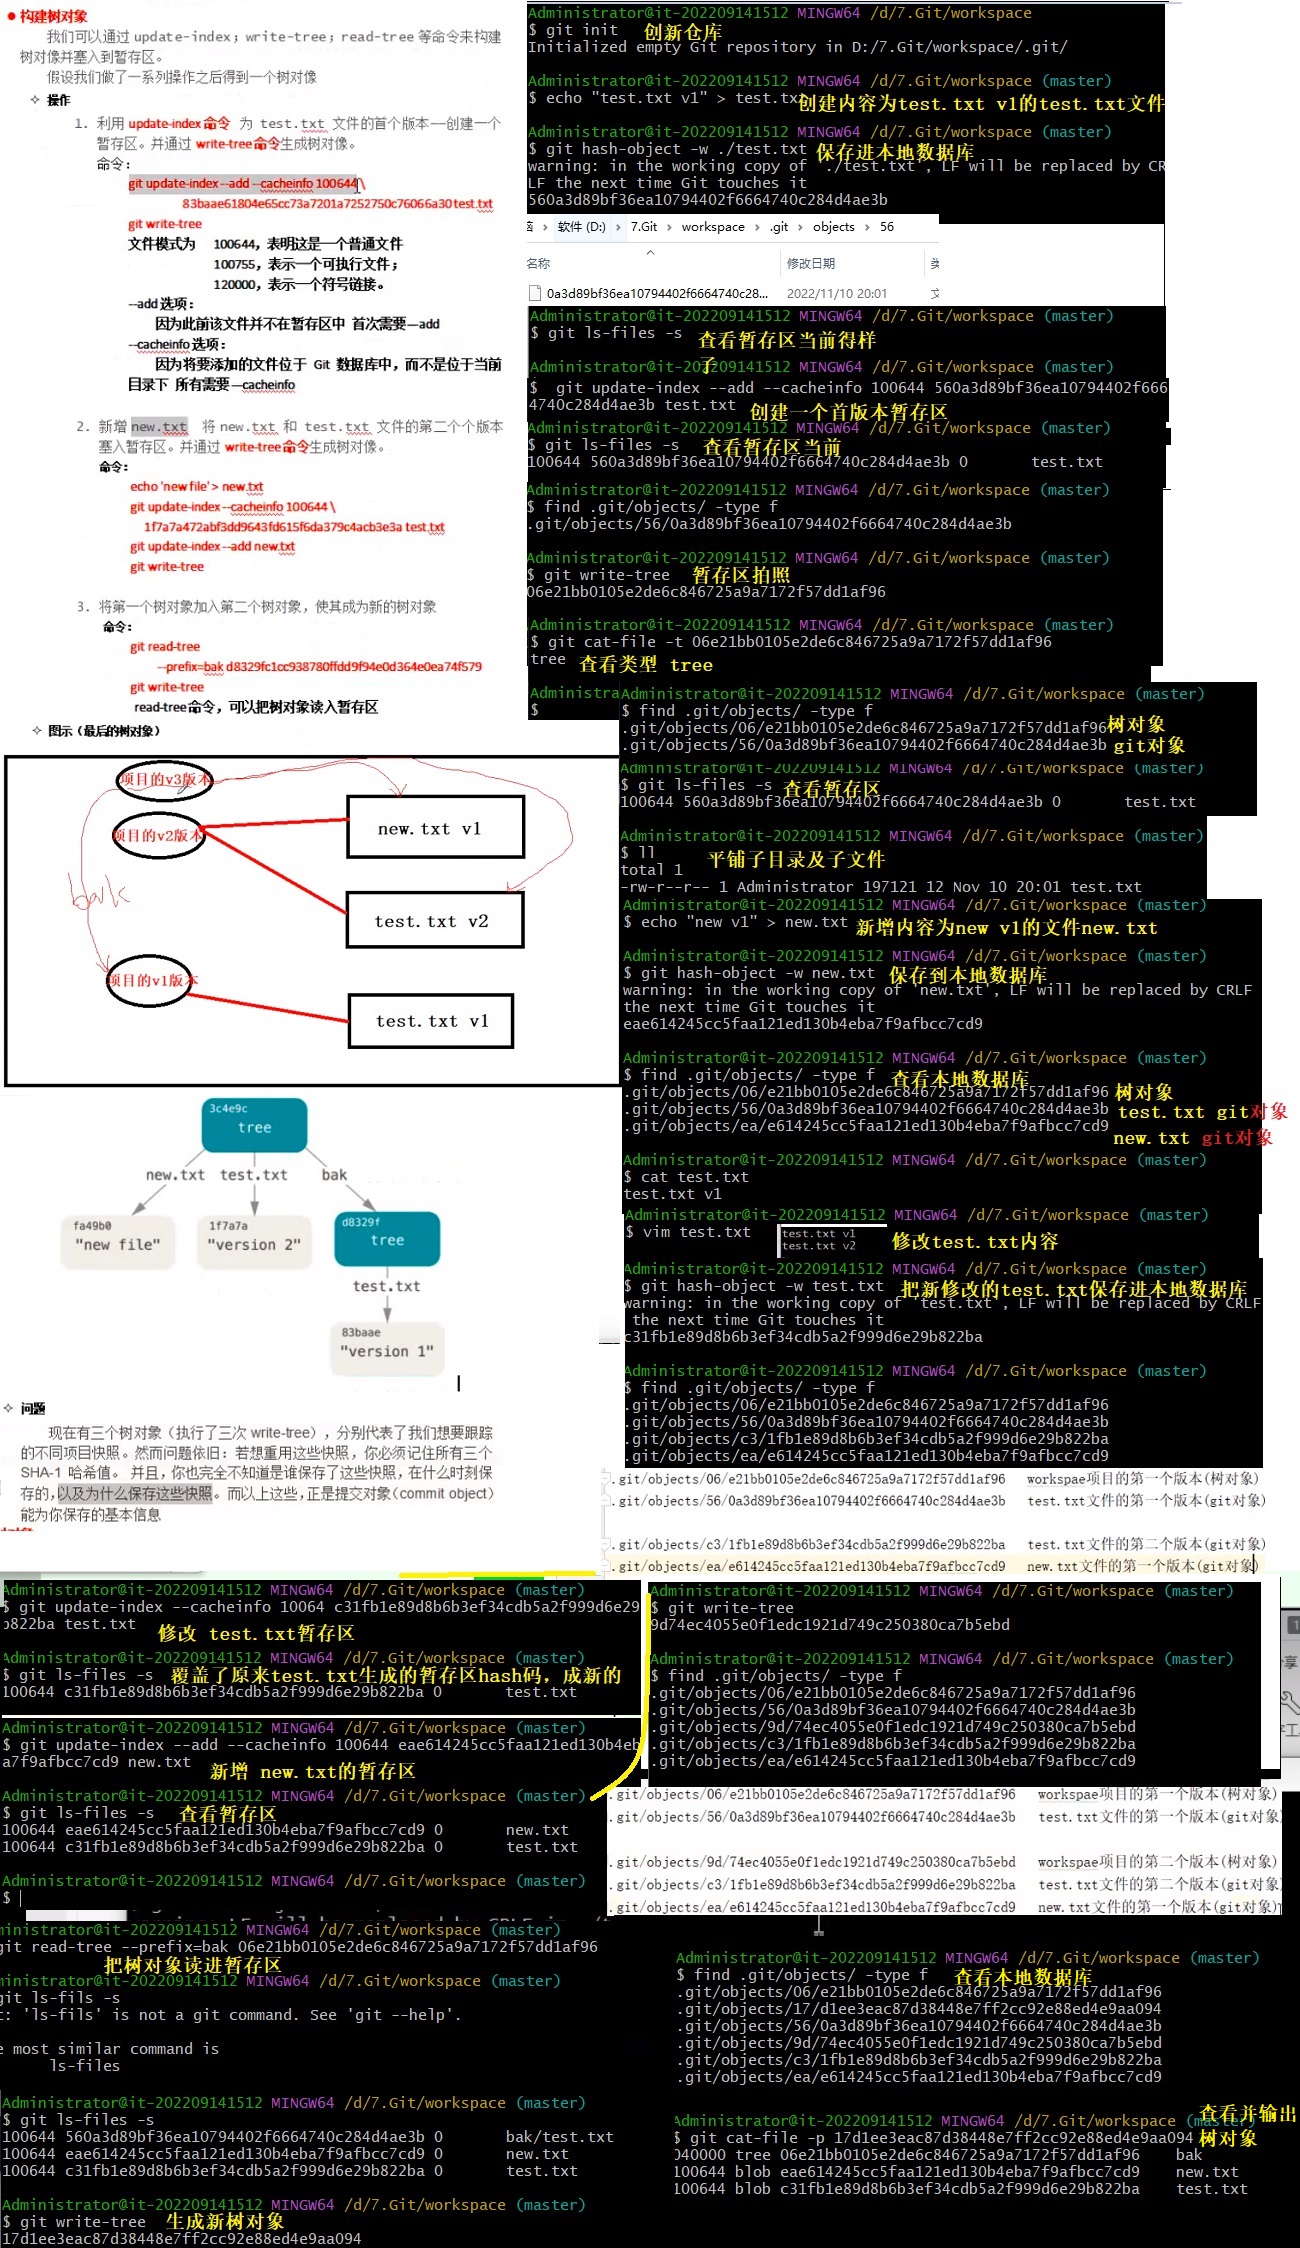 ● 构建树对象
我们可以通过 update-index；write-tree；read-tree 等命令来构建
树对像并塞入到暂存区。
假设我们做了一系列操作之后得到一个树对像
✧ 操作
1. 利用 update-index 命令 为 test.txt 文件的首个版本——创建一个
暂存区。并通过 write-tree 命令生成树对像。
命令：
git update-index --add --cacheinfo 100644 \
83baae61804e65cc73a7201a7252750c76066a30 test.txt
git write-tree
文件模式为 100644，表明这是一个普通文件
100755，表示一个可执行文件；
120000，表示一个符号链接。
--add 选项：
因为此前该文件并不在暂存区中 首次需要—add
--cacheinfo 选项：
因为将要添加的文件位于 Git 数据库中，而不是位于当前
目录下 所有需要—cacheinfo
2. 新增 new.txt 将 new.txt 和 test.txt 文件的第二个个版本
塞入暂存区。并通过 write-tree 命令生成树对像。
命令：
echo 'new file' > new.txt
git update-index --cacheinfo 100644 \
1f7a7a472abf3dd9643fd615f6da379c4acb3e3a test.txt
git update-index --add new.txt
git write-tree
3. 将第一个树对象加入第二个树对象，使其成为新的树对象
命令：
git read-tree
--prefix=bak d8329fc1cc938780ffdd9f94e0d364e0ea74f579
git write-tree
read-tree 命令，可以把树对象读入暂存区
✧ 图示（最后的树对象）
项目的v3版本
项目的v2版本
new.txt v1
bak
test.txt v2
项目的v1版本
test.txt v1
3c4e9c
tree
new.txt test.txt bak
fa49b0
"new file"
1f7a7a
"version 2"
d8329f
tree
test.txt
83baae
"version 1"
✧ 问题
现在有三个树对象（执行了三次 write-tree），分别代表了我们想要跟踪
的不同项目快照。然而问题依旧：若想重用这些快照，你必须记住所有三个
SHA-1 哈希值。 并且，你也完全不知道是谁保存了这些快照，在什么时刻保
存的，以及为什么保存这些快照。而以上这些，正是提交对象（commit object）
能为你保存的基本信息
Administrator@it-202209141512 MINGW64 /d/7.Git/workspace
$ git init 创新仓库
Initialized empty Git repository in D:/7.Git/workspace/.git/
Administrator@it-202209141512 MINGW64 /d/7.Git/workspace (master)
$ echo "test.txt v1" > test.tx 创建内容为test.txt v1的test.txt文件
Administrator@it-202209141512 MINGW64 /d/7.Git/workspace (master)
$ git hash-object -w ./test.txt 保存进本地数据库
warning: in the working copy of './test.txt', LF will be replaced by CR
LF the next time Git touches it
560a3d89bf36ea10794402f6664740c284d4ae3b
软件 (D:) › 7.Git › workspace › .git › objects › 56
名称 修改日期
0a3d89bf36ea10794402f6664740c28... 2022/11/10 20:01
Administrator@it-202209141512 MINGW64 /d/7.Git/workspace (master)
$ git ls-files -s 查看暂存区当前得样
子
Administrator@it-202209141512 MINGW64 /d/7.Git/workspace (master)
$ git update-index --add --cacheinfo 100644 560a3d89bf36ea10794402f666
4740c284d4ae3b test.txt 创建一个首版本暂存区
Administrator@it-202209141512 MINGW64 /d/7.Git/workspace (master)
$ git ls-files -s 查看暂存区当前
100644 560a3d89bf36ea10794402f6664740c284d4ae3b 0 test.txt
Administrator@it-202209141512 MINGW64 /d/7.Git/workspace (master)
$ find .git/objects/ -type f
.git/objects/56/0a3d89bf36ea10794402f6664740c284d4ae3b
Administrator@it-202209141512 MINGW64 /d/7.Git/workspace (master)
$ git write-tree 暂存区拍照
06e21bb0105e2de6c846725a9a7172f57dd1af96
Administrator@it-202209141512 MINGW64 /d/7.Git/workspace (master)
$ git cat-file -t 06e21bb0105e2de6c846725a9a7172f57dd1af96
tree 查看类型 tree
Administra
$
Administrator@it-202209141512 MINGW64 /d/7.Git/workspace (master)
$ find .git/objects/ -type f
.git/objects/06/e21bb0105e2de6c846725a9a7172f57dd1af96 树对象
.git/objects/56/0a3d89bf36ea10794402f6664740c284d4ae3b git对象
Administrator@it-202209141512 MINGW64 /d/7.Git/workspace (master)
$ git ls-files -s 查看暂存区
100644 560a3d89bf36ea10794402f6664740c284d4ae3b 0 test.txt
Administrator@it-202209141512 MINGW64 /d/7.Git/workspace (master)
$ ll 平铺子目录及子文件
total 1
-rw-r--r-- 1 Administrator 197121 12 Nov 10 20:01 test.txt
Administrator@it-202209141512 MINGW64 /d/7.Git/workspace (master)
$ echo "new v1" > new.txt 新增内容为new v1的文件new.txt
Administrator@it-202209141512 MINGW64 /d/7.Git/workspace (master)
$ git hash-object -w new.txt 保存到本地数据库
warning: in the working copy of 'new.txt', LF will be replaced by CRLF
the next time Git touches it
eae614245cc5faa121ed130b4eba7f9afbcc7cd9
Administrator@it-202209141512 MINGW64 /d/7.Git/workspace (master)
$ find .git/objects/ -type f 查看本地数据库
.git/objects/06/e21bb0105e2de6c846725a9a7172f57dd1af96 树对象
.git/objects/56/0a3d89bf36ea10794402f6664740c284d4ae3b test.txt git对象
.git/objects/ea/e614245cc5faa121ed130b4eba7f9afbcc7cd9 new.txt git对象
Administrator@it-202209141512 MINGW64 /d/7.Git/workspace (master)
$ cat test.txt
test.txt v1
Administrator@it-202209141512 MINGW64 /d/7.Git/workspace (master)
$ vim test.txt 修改test.txt内容
test.txt v1
test.txt v2
Administrator@it-202209141512 MINGW64 /d/7.Git/workspace (master)
$ git hash-object -w test.txt 把新修改的test.txt保存进本地数据库
warning: in the working copy of 'test.txt', LF will be replaced by CRLF
the next time Git touches it
c31fb1e89d8b6b3ef34cdb5a2f999d6e29b822ba
Administrator@it-202209141512 MINGW64 /d/7.Git/workspace (master)
$ find .git/objects/ -type f
.git/objects/06/e21bb0105e2de6c846725a9a7172f57dd1af96
.git/objects/56/0a3d89bf36ea10794402f6664740c284d4ae3b
.git/objects/c3/1fb1e89d8b6b3ef34cdb5a2f999d6e29b822ba
.git/objects/ea/e614245cc5faa121ed130b4eba7f9afbcc7cd9
.git/objects/06/e21bb0105e2de6c846725a9a7172f57dd1af96 workspae项目的第一个版本(树对象)
.git/objects/56/0a3d89bf36ea10794402f6664740c284d4ae3b test.txt文件的第一个版本(git对象)
.git/objects/c3/1fb1e89d8b6b3ef34cdb5a2f999d6e29b822ba test.txt文件的第二个版本(git对象)
.git/objects/ea/e614245cc5faa121ed130b4eba7f9afbcc7cd9 new.txt文件的第一个版本(git对象)
Administrator@it-202209141512 MINGW64 /d/7.Git/workspace (master)
$ git update-index --cacheinfo 10064 c31fb1e89d8b6b3ef34cdb5a2f999d6e29
b822ba test.txt 修改 test.txt暂存区
Administrator@it-202209141512 MINGW64 /d/7.Git/workspace (master)
$ git ls-files -s 覆盖了原来test.txt生成的暂存区hash码，成新的
100644 c31fb1e89d8b6b3ef34cdb5a2f999d6e29b822ba 0 test.txt
Administrator@it-202209141512 MINGW64 /d/7.Git/workspace (master)
$ git update-index --add --cacheinfo 100644 eae614245cc5faa121ed130b4eb
a7f9afbcc7cd9 new.txt 新增 new.txt的暂存区
Administrator@it-202209141512 MINGW64 /d/7.Git/workspace (master)
$ git ls-files -s 查看暂存区
100644 eae614245cc5faa121ed130b4eba7f9afbcc7cd9 0 new.txt
100644 c31fb1e89d8b6b3ef34cdb5a2f999d6e29b822ba 0 test.txt
Administrator@it-202209141512 MINGW64 /d/7.Git/workspace (master)
$
Administrator@it-202209141512 MINGW64 /d/7.Git/workspace (master)
$ git write-tree
9d74ec4055e0f1edc1921d749c250380ca7b5ebd
Administrator@it-202209141512 MINGW64 /d/7.Git/workspace (master)
$ find .git/objects/ -type f
.git/objects/06/e21bb0105e2de6c846725a9a7172f57dd1af96
.git/objects/56/0a3d89bf36ea10794402f6664740c284d4ae3b
.git/objects/9d/74ec4055e0f1edc1921d749c250380ca7b5ebd
.git/objects/c3/1fb1e89d8b6b3ef34cdb5a2f999d6e29b822ba
.git/objects/ea/e614245cc5faa121ed130b4eba7f9afbcc7cd9
.git/objects/06/e21bb0105e2de6c846725a9a7172f57dd1af96 workspae项目的第一个版本(树对象)
.git/objects/56/0a3d89bf36ea10794402f6664740c284d4ae3b test.txt文件的第一个版本(git对象)
.git/objects/9d/74ec4055e0f1edc1921d749c250380ca7b5ebd workspae项目的第二个版本(树对象)
.git/objects/c3/1fb1e89d8b6b3ef34cdb5a2f999d6e29b822ba test.txt文件的第二个版本(git对象)
.git/objects/ea/e614245cc5faa121ed130b4eba7f9afbcc7cd9 new.txt文件的第一个版本(git对象)
ministrator@it-202209141512 MINGW64 /d/7.Git/workspace (master)
git read-tree --prefix=bak 06e21bb0105e2de6c846725a9a7172f57dd1af96
把树对象读进暂存区
ministrator@it-202209141512 MINGW64 /d/7.Git/workspace (master)
git ls-fils -s
t: 'ls-fils' is not a git command. See 'git --help'.
e most similar command is
ls-files
Administrator@it-202209141512 MINGW64 /d/7.Git/workspace (master)
$ git ls-files -s
100644 560a3d89bf36ea10794402f6664740c284d4ae3b 0 bak/test.txt
100644 eae614245cc5faa121ed130b4eba7f9afbcc7cd9 0 new.txt
100644 c31fb1e89d8b6b3ef34cdb5a2f999d6e29b822ba 0 test.txt
Administrator@it-202209141512 MINGW64 /d/7.Git/workspace (master)
$ git write-tree 生成新树对象
17d1ee3eac87d38448e7ff2cc92e88ed4e9aa094
Administrator@it-202209141512 MINGW64 /d/7.Git/workspace (master)
$ find .git/objects/ -type f 查看本地数据库
.git/objects/06/e21bb0105e2de6c846725a9a7172f57dd1af96
.git/objects/17/d1ee3eac87d38448e7ff2cc92e88ed4e9aa094
.git/objects/56/0a3d89bf36ea10794402f6664740c284d4ae3b
.git/objects/9d/74ec4055e0f1edc1921d749c250380ca7b5ebd
.git/objects/c3/1fb1e89d8b6b3ef34cdb5a2f999d6e29b822ba
.git/objects/ea/e614245cc5faa121ed130b4eba7f9afbcc7cd9
查看并输出
Administrator@it-202209141512 MINGW64 /d/7.Git/workspace (master)
$ git cat-file -p 17d1ee3eac87d38448e7ff2cc92e88ed4e9aa094 树对象
040000 tree 06e21bb0105e2de6c846725a9a7172f57dd1af96 bak
100644 blob eae614245cc5faa121ed130b4eba7f9afbcc7cd9 new.txt
100644 blob c31fb1e89d8b6b3ef34cdb5a2f999d6e29b822ba test.txt